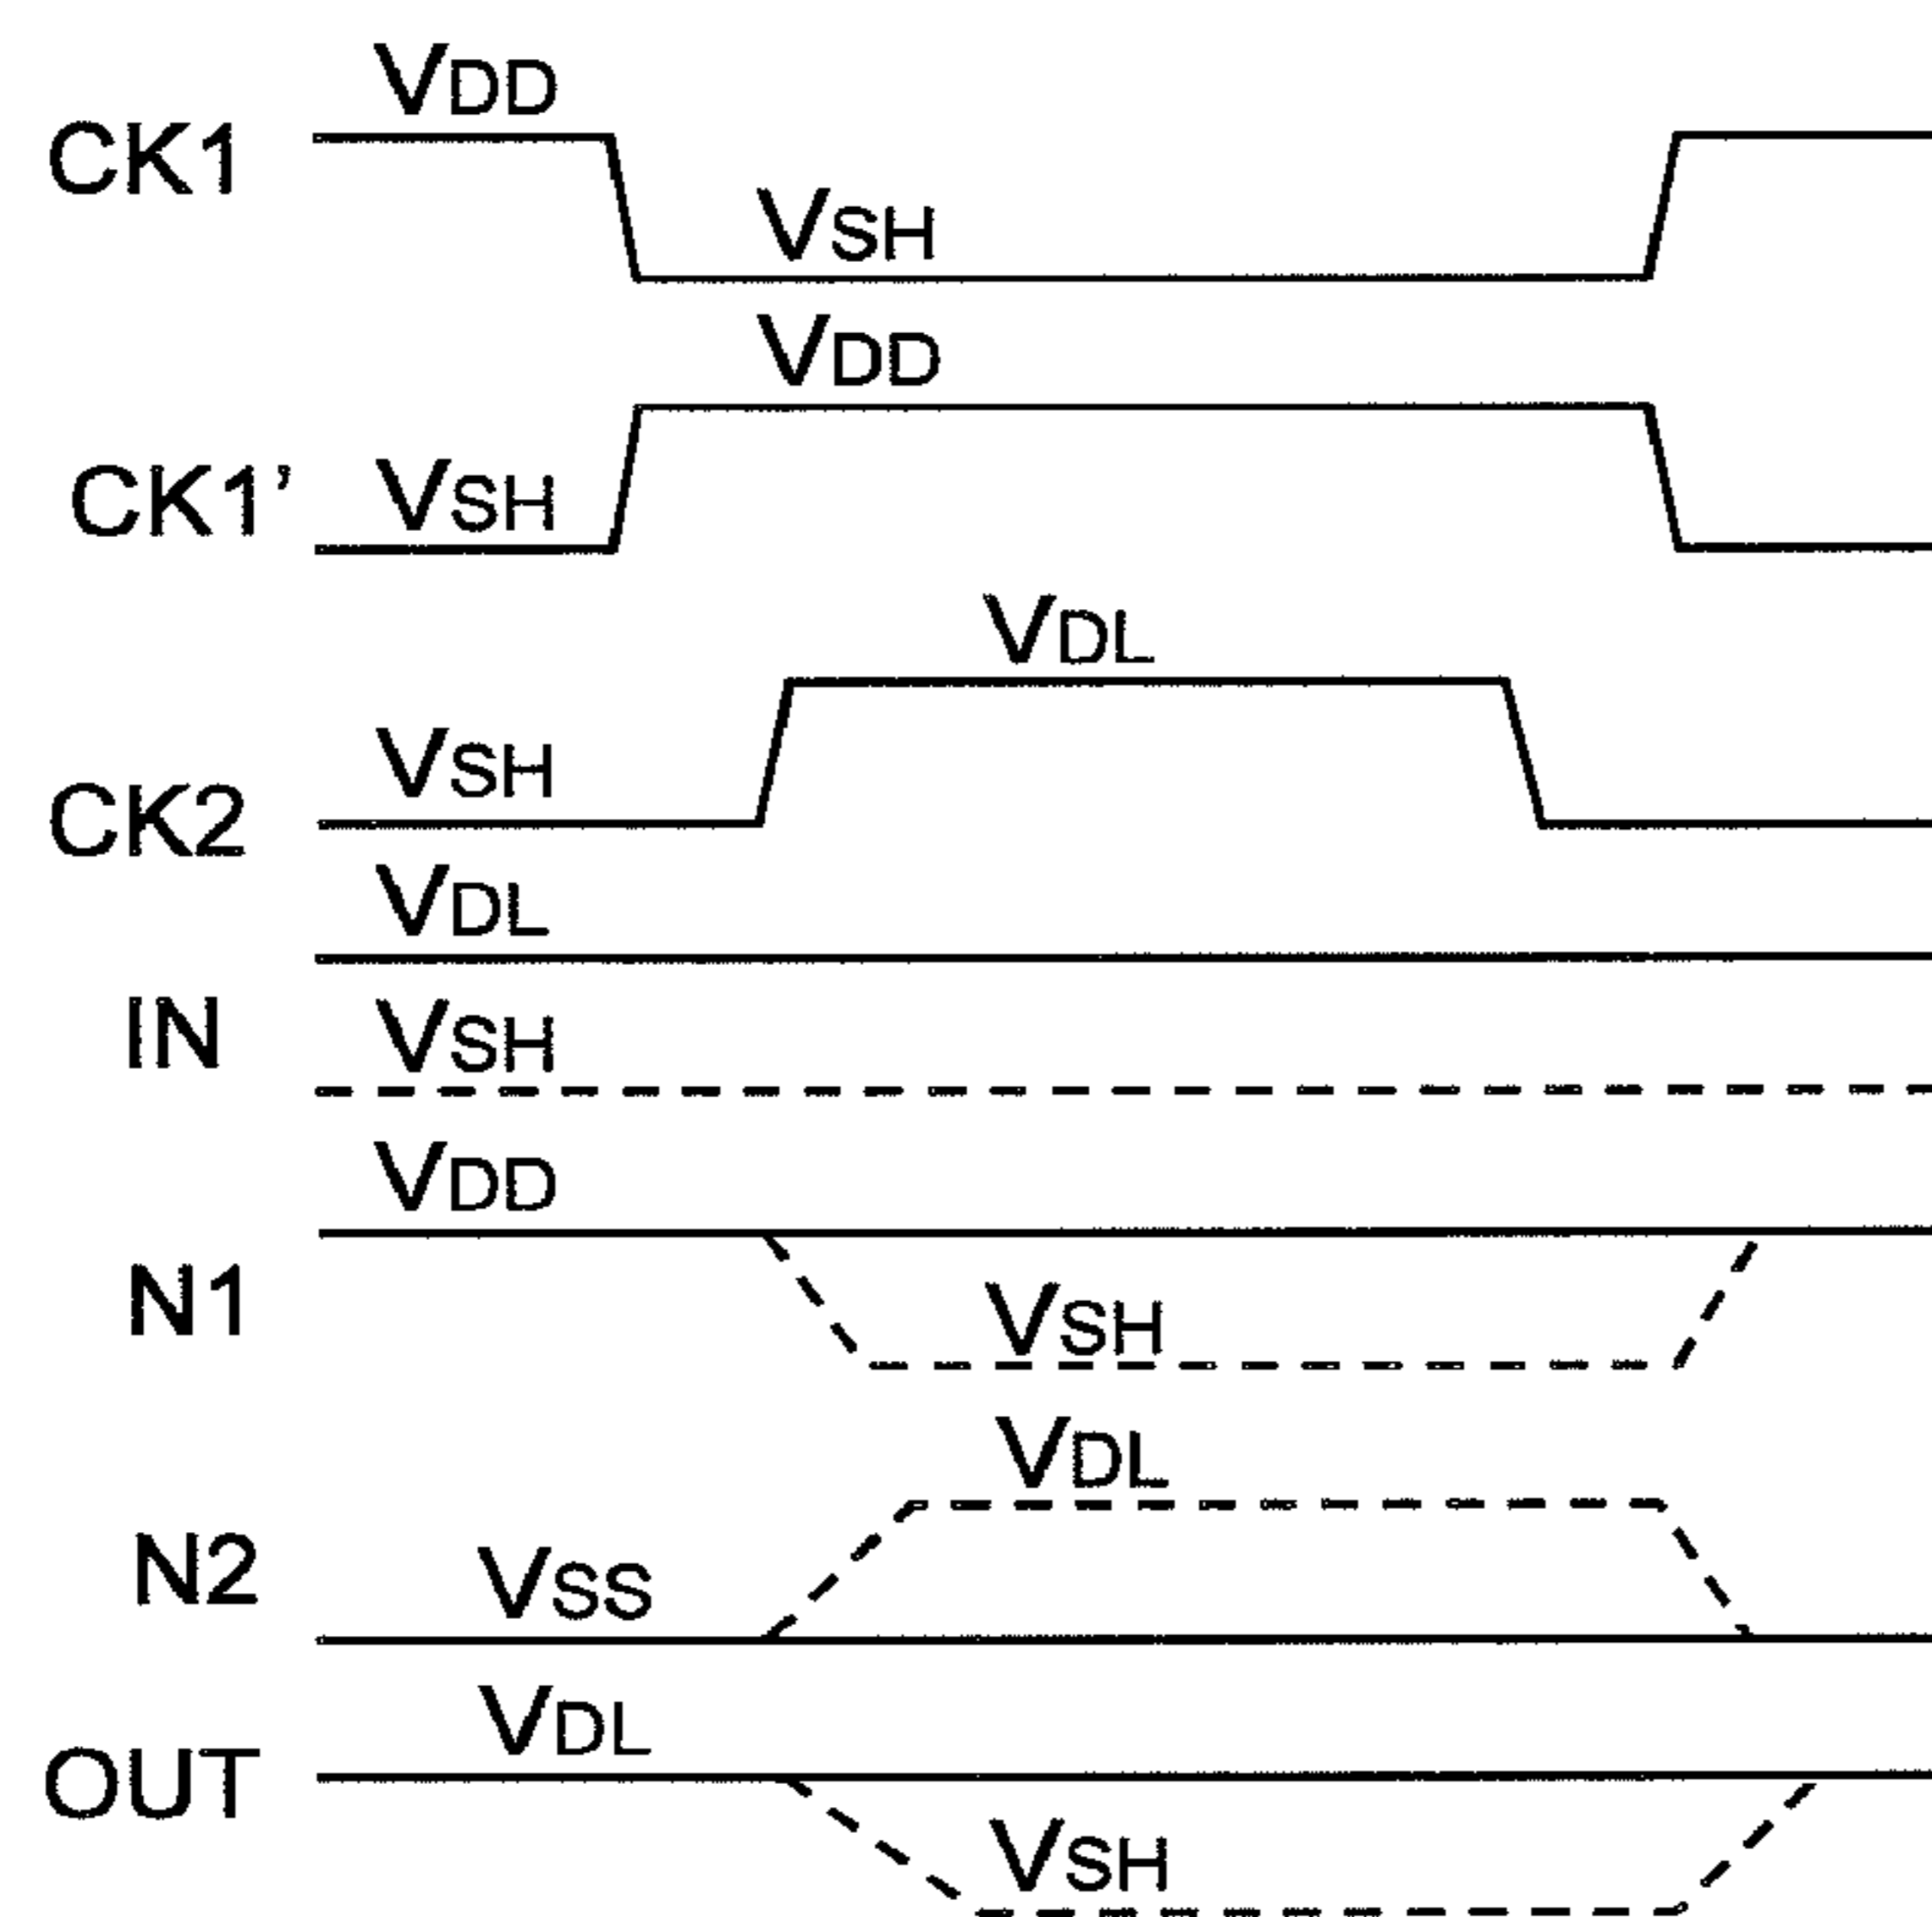 VDD
CK1
VSH
VDD
CK1’
VSH
VDL
VSH
CK2
VDL
IN
VSH
VDD
N1
VSH
VDL
N2
VSS
VDL
OUT
VSH